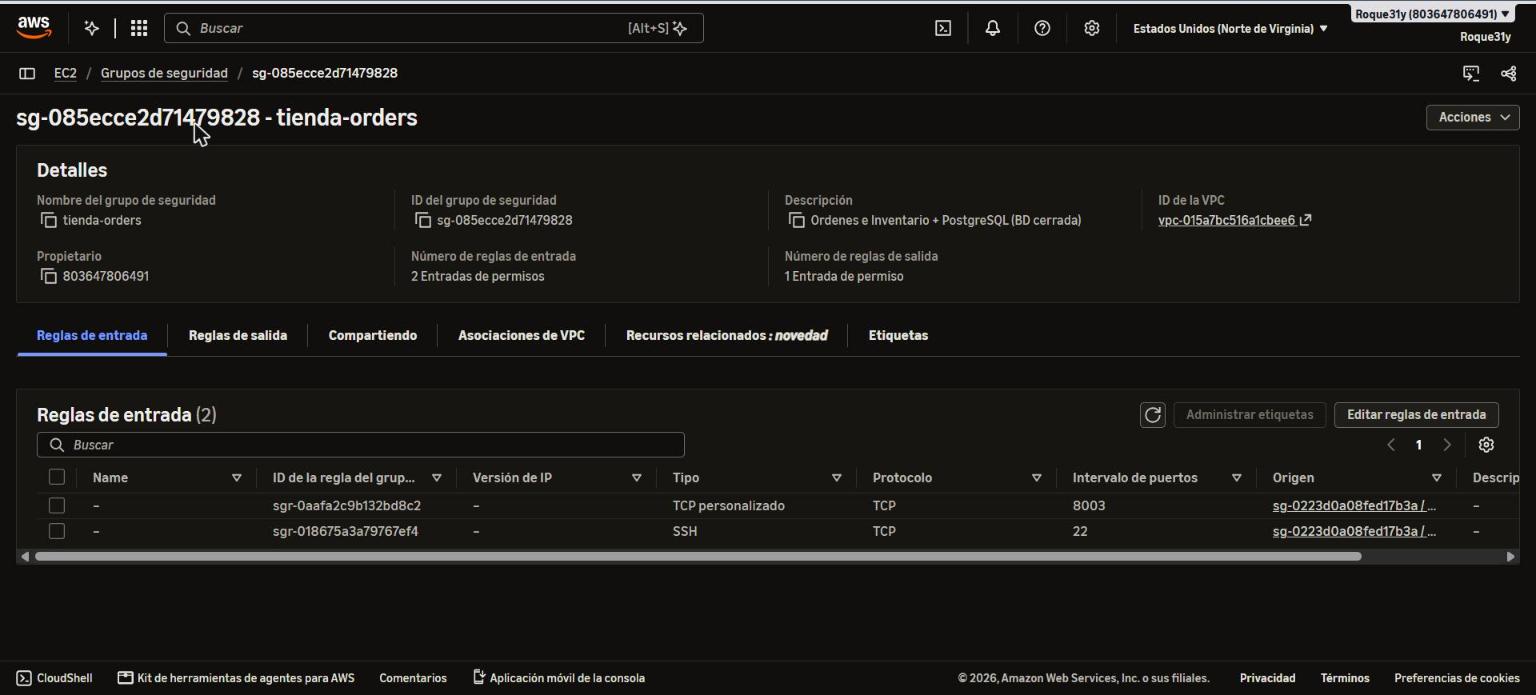 aws
Buscar [Alt+S]
Estados Unidos (Norte de Virginia)
Roque31y (803647806491)
Roque31y
EC2 / Grupos de seguridad / sg-085ecce2d71479828
sg-085ecce2d71479828 - tienda-orders
Acciones
Detalles
Nombre del grupo de seguridad
tienda-orders
ID del grupo de seguridad
sg-085ecce2d71479828
Descripción
Ordenes e Inventario + PostgreSQL (BD cerrada)
ID de la VPC
vpc-015a7bc516a1cbee6
Propietario
803647806491
Número de reglas de entrada
2 Entradas de permisos
Número de reglas de salida
1 Entrada de permiso
Reglas de entrada Reglas de salida Compartiendo Asociaciones de VPC Recursos relacionados : novedad Etiquetas
Reglas de entrada (2)
Administrar etiquetas Editar reglas de entrada
Buscar
1
Name ID de la regla del grup... Versión de IP Tipo Protocolo Intervalo de puertos Origen Descrip
– sgr-0aafa2c9b132bd8c2 – TCP personalizado TCP 8003 sg-0223d0a08fed17b3a / ... –
– sgr-018675a3a79767ef4 – SSH TCP 22 sg-0223d0a08fed17b3a / ... –
CloudShell Kit de herramientas de agentes para AWS Comentarios Aplicación móvil de la consola © 2026, Amazon Web Services, Inc. o sus filiales. Privacidad Términos Preferencias de cookies